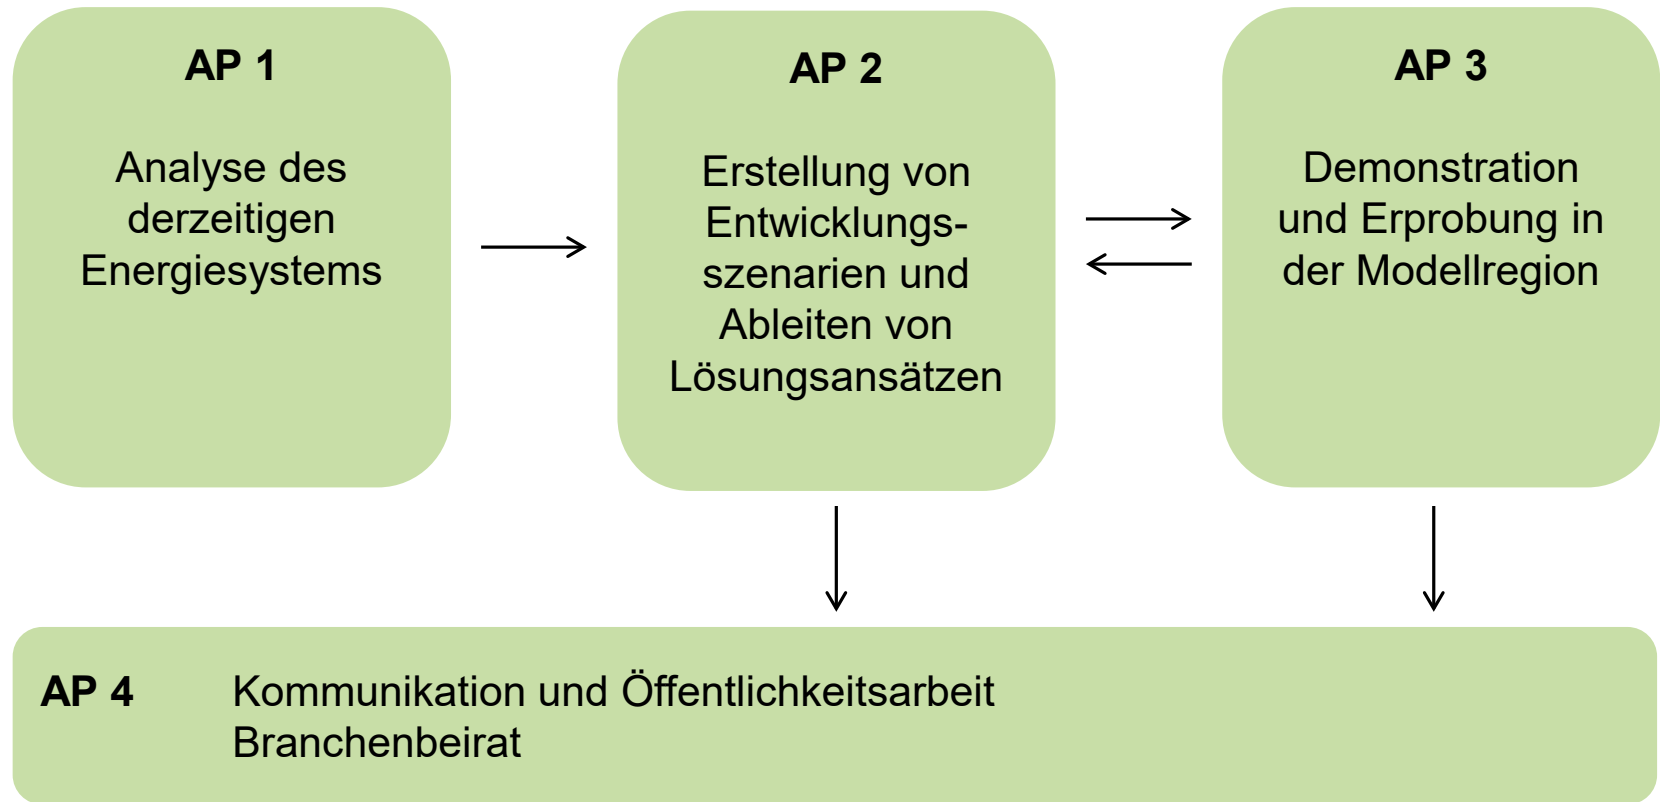 AP 1
Analyse des
derzeitigen
Energiesystems
AP 2
Erstellung von
Entwicklungs-
szenarien und
Ableiten von
Lösungsansätzen
AP 3
Demonstration
und Erprobung in
der Modellregion
AP 4 Kommunikation und Öffentlichkeitsarbeit
Branchenbeirat